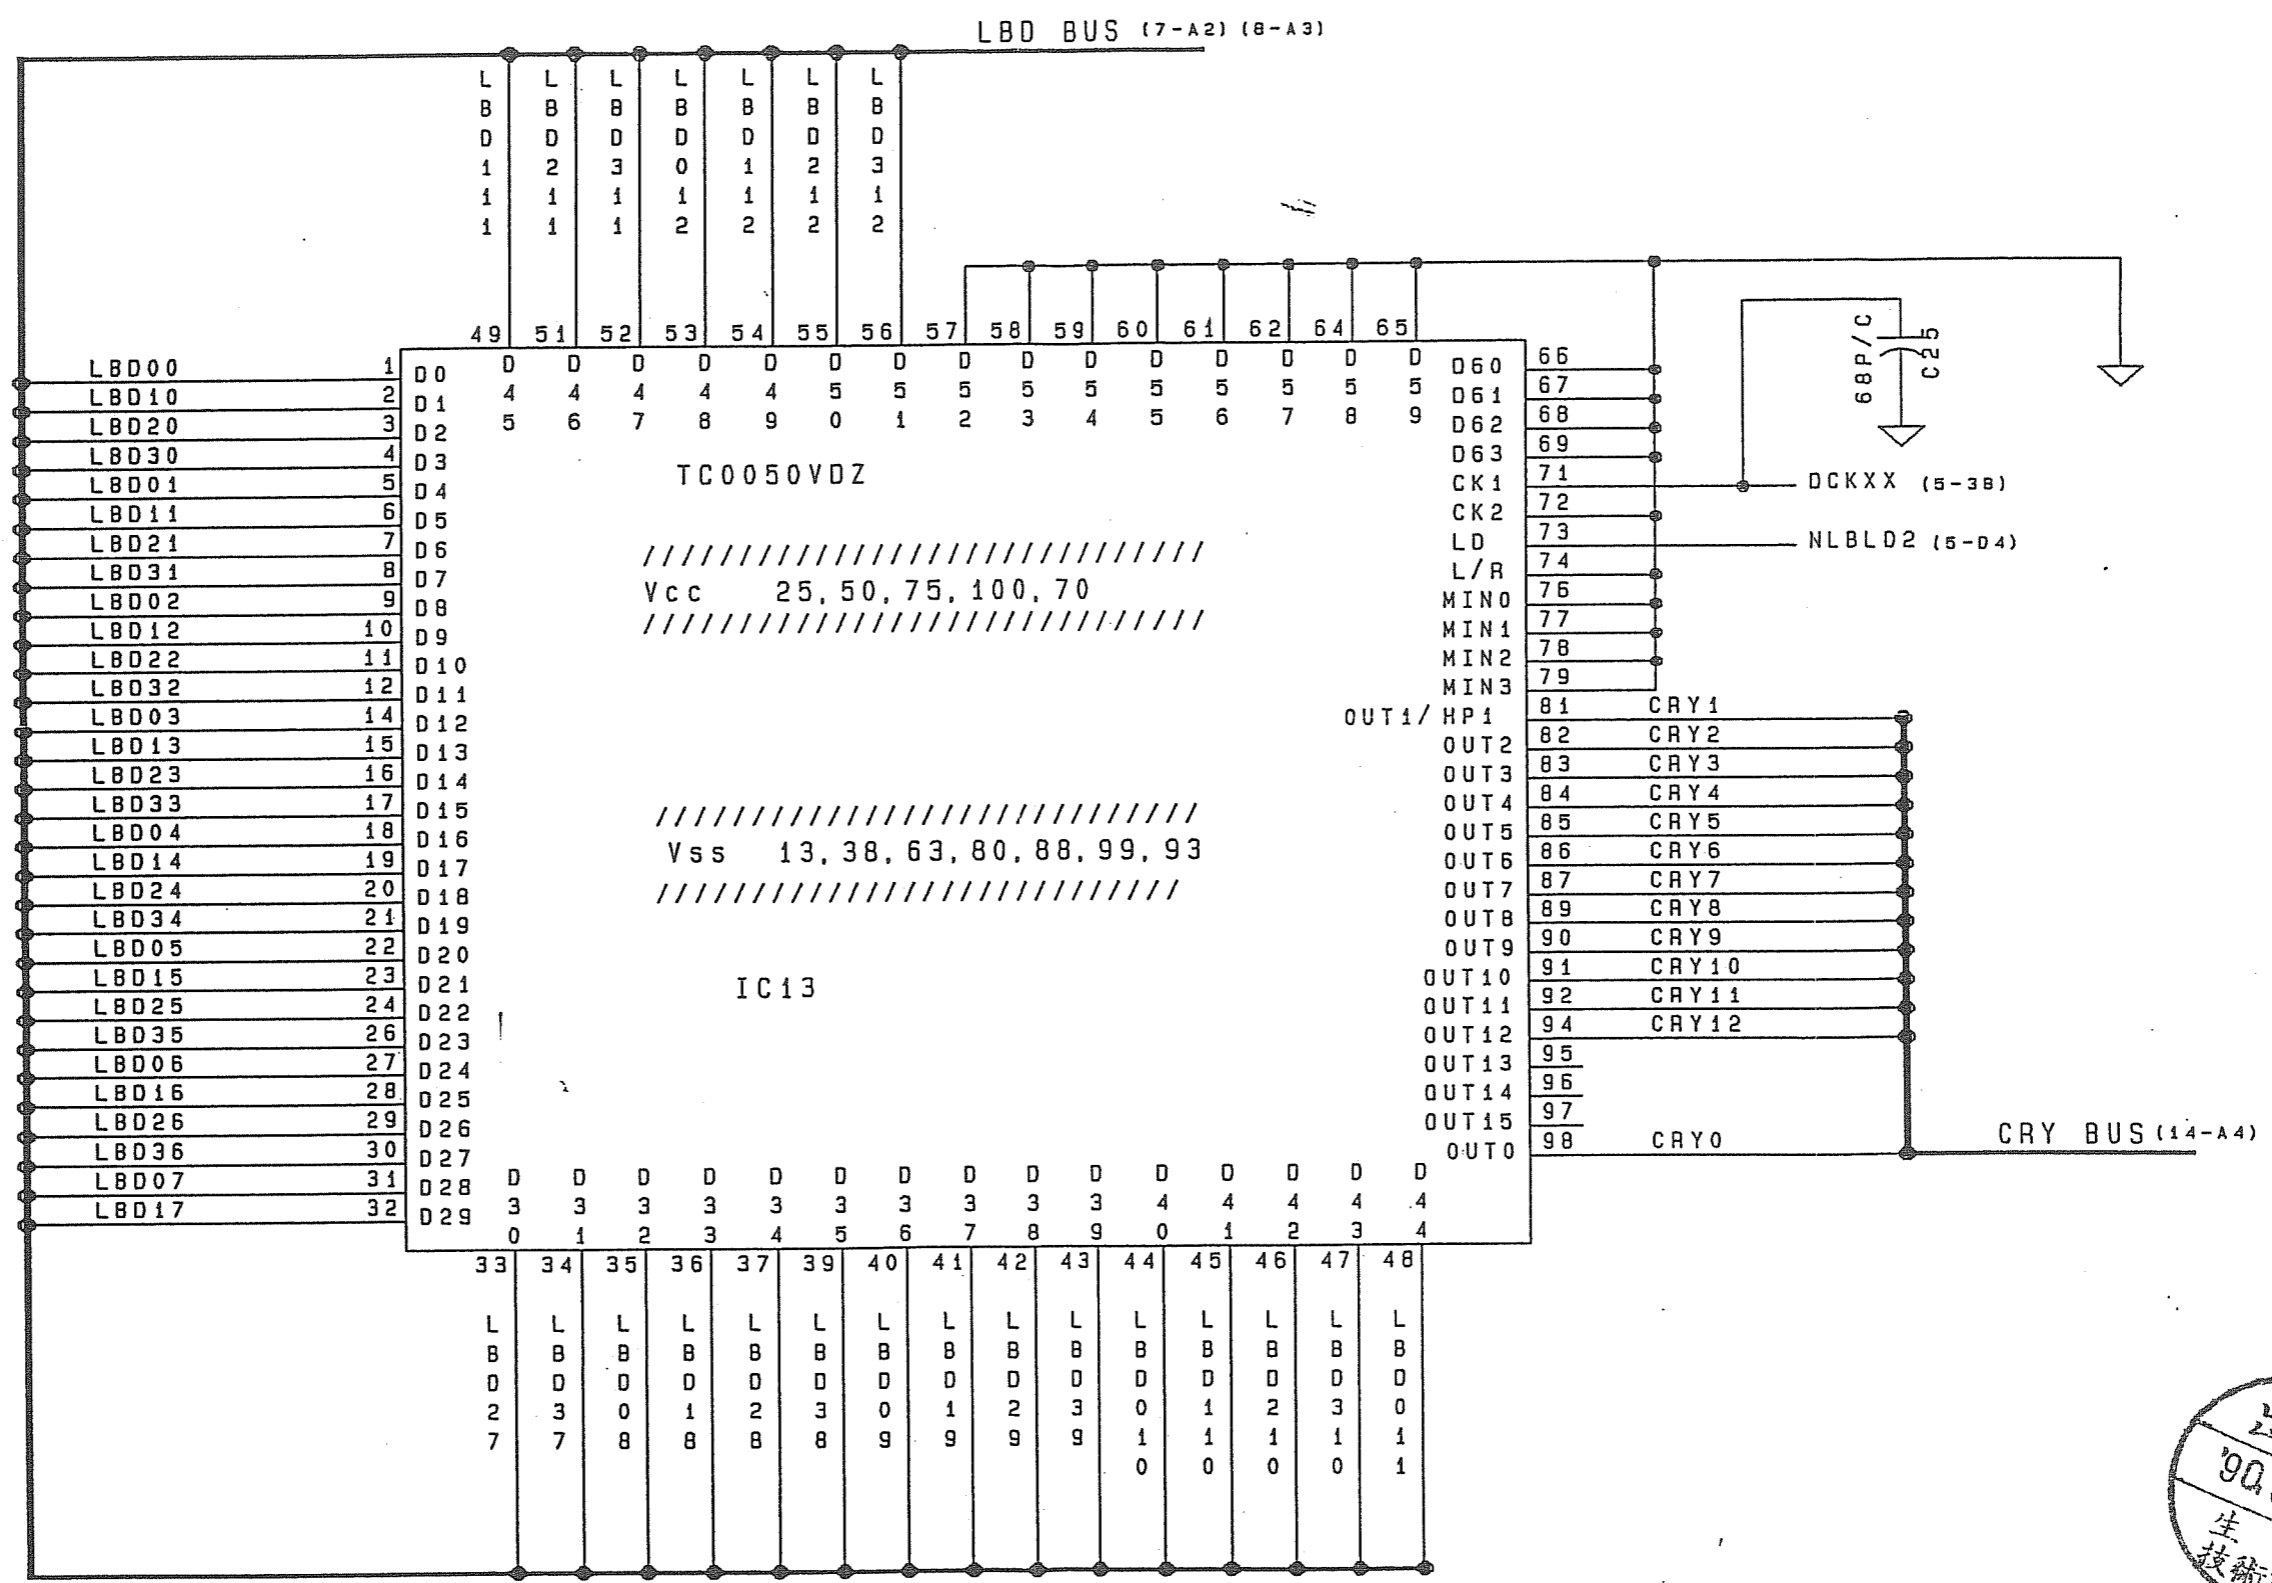 LBD BUS (7-A2) (8-A3)
LBD111
LBD211
LBD311
LBD012
LBD112
LBD212
LBD312
49 51 52 53 54 55 56 57 58 59 60 61 62 64 65
D45 D46 D47 D48 D49 D50 D51 D52 D53 D54 D55 D56 D57 D58 D59
LBD00 1 D0
LBD10 2 D1
LBD20 3 D2
LBD30 4 D3
LBD01 5 D4
LBD11 6 D5
LBD21 7 D6
LBD31 8 D7
LBD02 9 D8
LBD12 10 D9
LBD22 11 D10
LBD32 12 D11
LBD03 14 D12
LBD13 15 D13
LBD23 16 D14
LBD33 17 D15
LBD04 18 D16
LBD14 19 D17
LBD24 20 D18
LBD34 21 D19
LBD05 22 D20
LBD15 23 D21
LBD25 24 D22
LBD35 26 D23
LBD06 27 D24
LBD16 28 D25
LBD26 29 D26
LBD36 30 D27
LBD07 31 D28
LBD17 32 D29
TC0050VDZ
//////////////////////////////
Vcc 25,50,75,100,70
//////////////////////////////
////////////////////////////
Vss 13,38,63,80,88,99,93
///////////////////////////
IC13
D60 66
D61 67
D62 68
D63 69
CK1 71 DCKXX (5-3B)
CK2 72
LD 73 NLBLD2 (5-D4)
L/R 74
MIN0 76
MIN1 77
MIN2 78
MIN3 79
OUT1/HP1 81 CRY1
OUT2 82 CRY2
OUT3 83 CRY3
OUT4 84 CRY4
OUT5 85 CRY5
OUT6 86 CRY6
OUT7 87 CRY7
OUT8 89 CRY8
OUT9 90 CRY9
OUT10 91 CRY10
OUT11 92 CRY11
OUT12 94 CRY12
OUT13 95
OUT14 96
OUT15 97
OUT0 98 CRY0
68P/C
C25
CRY BUS (14-A4)
D30 D31 D32 D33 D34 D35 D36 D37 D38 D39 D40 D41 D42 D43 D44
33 34 35 36 37 39 40 41 42 43 44 45 46 47 48
LBD27
LBD37
LBD08
LBD18
LBD28
LBD38
LBD09
LBD19
LBD29
LBD39
LBD010
LBD110
LBD210
LBD310
LBD011
'90.
生
技術